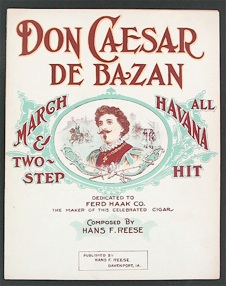 DON CAESAR
DE BAZAN
MARCH
&
TWO-
STEP
ALL
HAVANA
HIT
DEDICATED TO
FERD HAAK CO.
THE MAKER OF THIS CELEBRATED CIGAR
COMPOSED BY
HANS F. REESE
PUBLISHED BY
HANS F. REESE
DAVENPORT, IA.